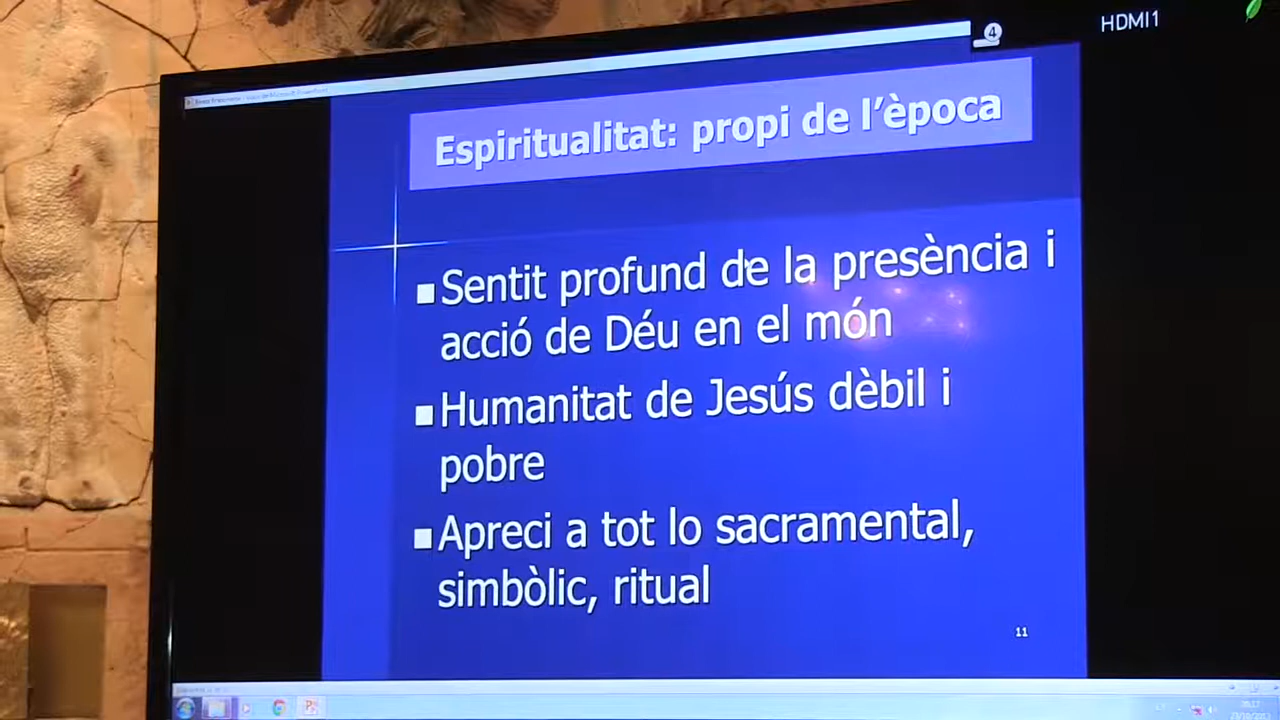 HDMI1
4
Espiritualitat: propi de l'època
Sentit profund de la presència i
acció de Déu en el món
Humanitat de Jesús dèbil i
pobre
Apreci a tot lo sacramental,
simbòlic, ritual
11